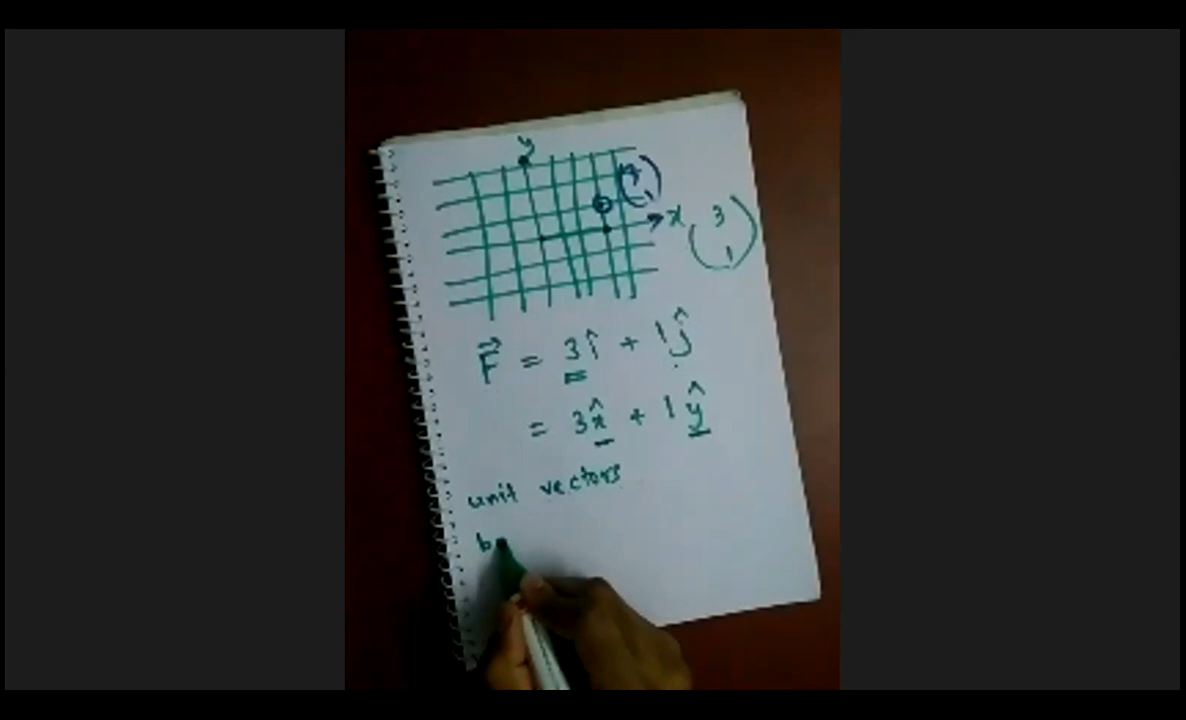 y
x
( 3
1 )
F⃗ = 3î + 1ĵ
= 3x̂ + 1ŷ
unit vectors
b